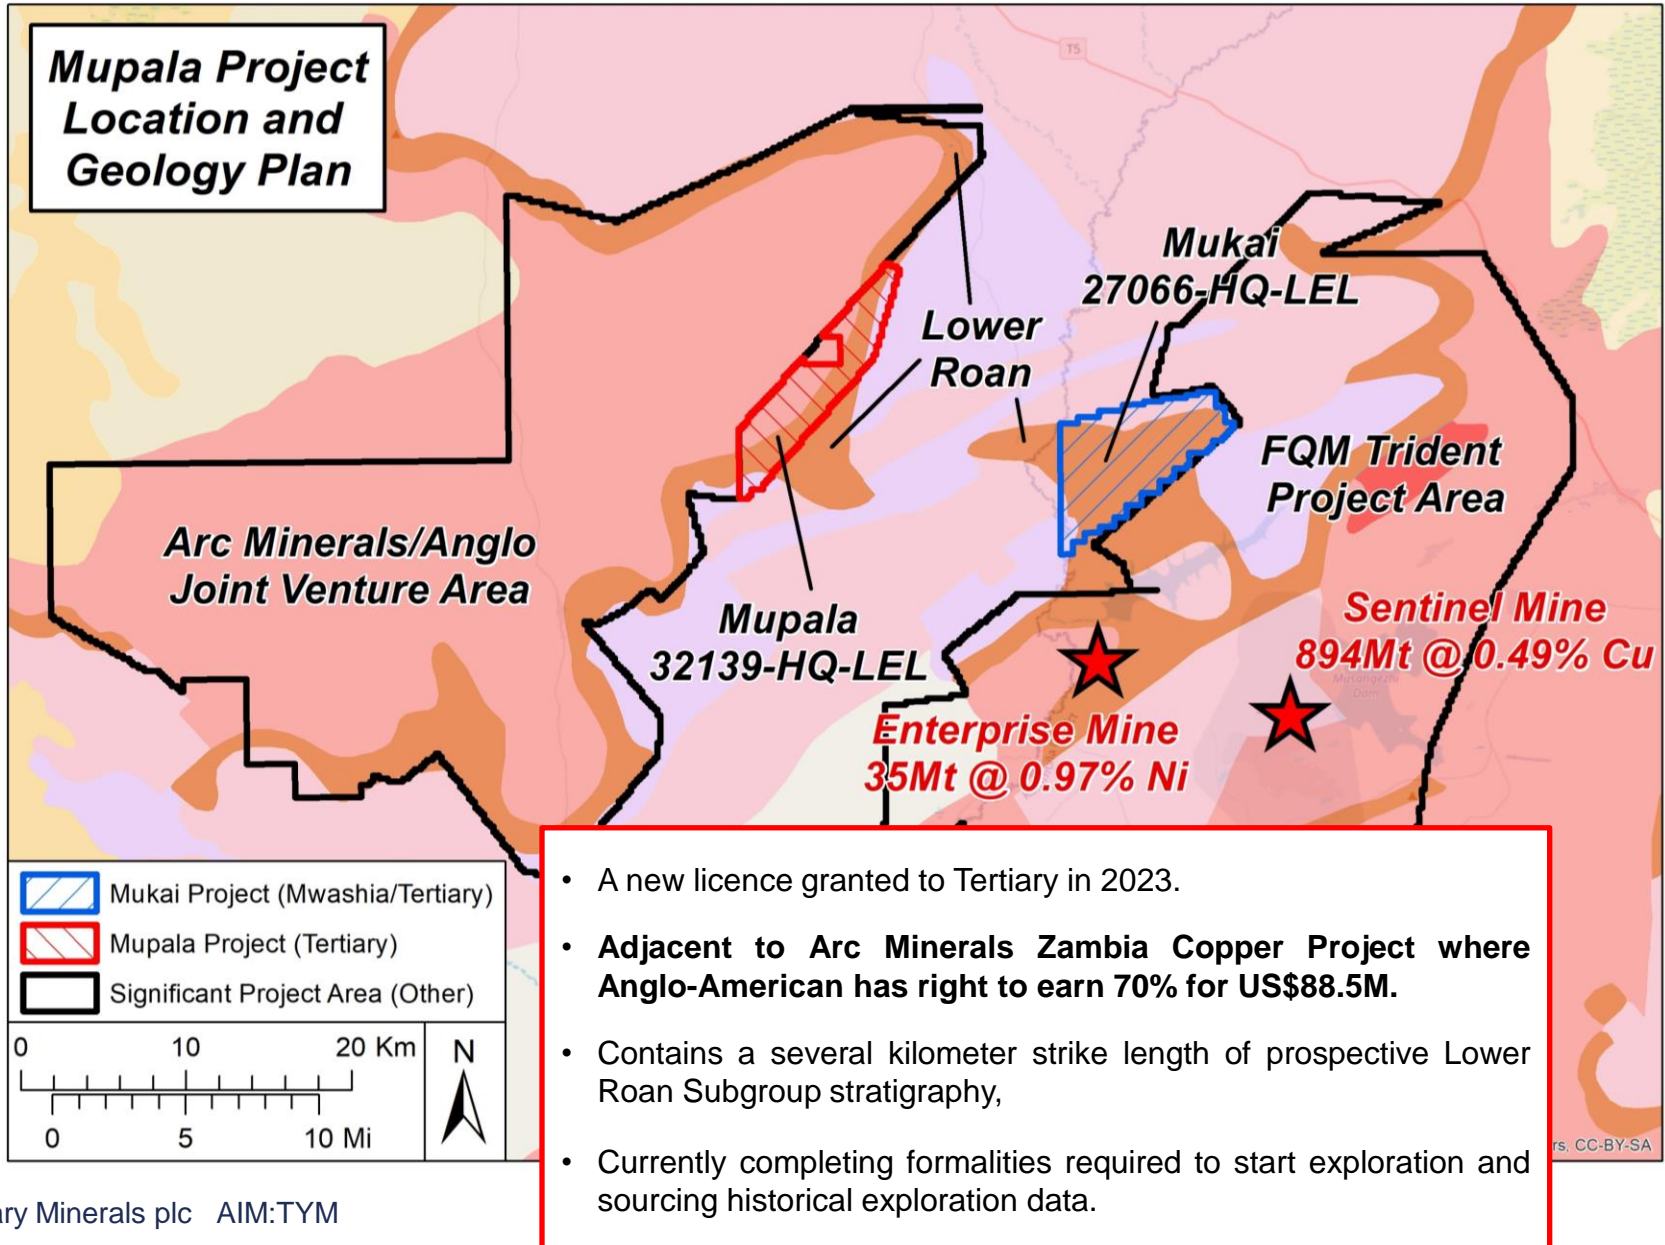 Mupala Project
Location and
Geology Plan
T5
Mukai
27066-HQ-LEL
Lower
Roan
FQM Trident
Project Area
Arc Minerals/Anglo
Joint Venture Area
Mupala
32139-HQ-LEL
Sentinel Mine
894Mt @ 0.49% Cu
Musangezhi
Dam
Enterprise Mine
35Mt @ 0.97% Ni
Mukai Project (Mwashia/Tertiary)
Mupala Project (Tertiary)
Significant Project Area (Other)
0 10 20 Km
N
0 5 10 Mi
• A new licence granted to Tertiary in 2023.
• Adjacent to Arc Minerals Zambia Copper Project where
Anglo-American has right to earn 70% for US$88.5M.
• Contains a several kilometer strike length of prospective Lower
Roan Subgroup stratigraphy,
• Currently completing formalities required to start exploration and
sourcing historical exploration data.
rs, CC-BY-SA
ary Minerals plc AIM:TYM